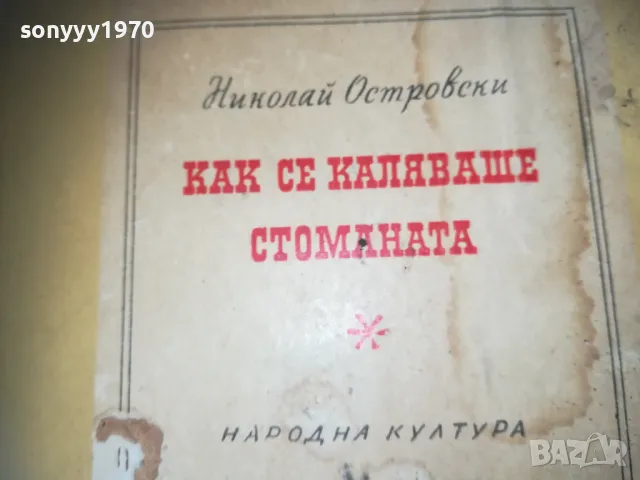 sonyyy1970
Николай Островски
КАК СЕ КАЛЯВАШЕ
СТОМАНАТА
НАРОДНА КУЛТУРА
BAZAR